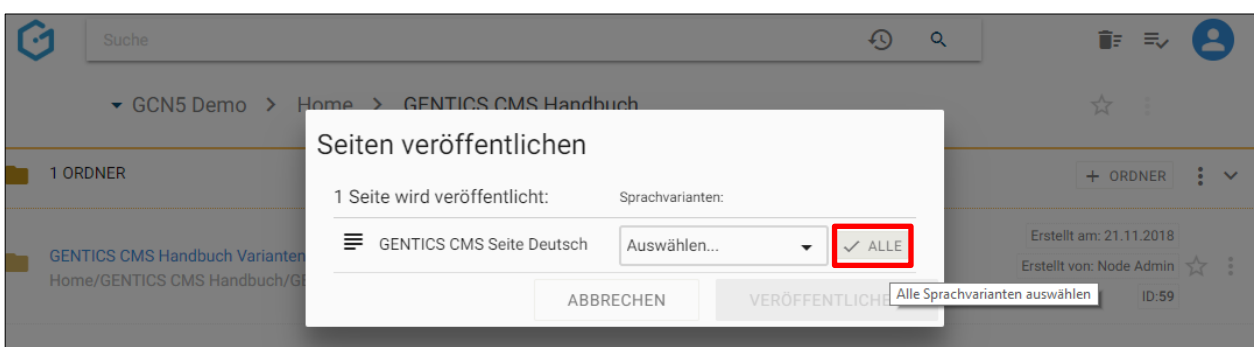 Suche
GCN5 Demo > Home > GENTICS CMS Handbuch
Seiten veröffentlichen
1 ORDNER
+ ORDNER
1 Seite wird veröffentlicht: Sprachvarianten:
GENTICS CMS Seite Deutsch Auswählen... ALLE
Erstellt am: 21.11.2018
GENTICS CMS Handbuch Varianten
Erstellt von: Node Admin
Home/GENTICS CMS Handbuch/
ABBRECHEN
Alle Sprachvarianten auswählen
ID:59